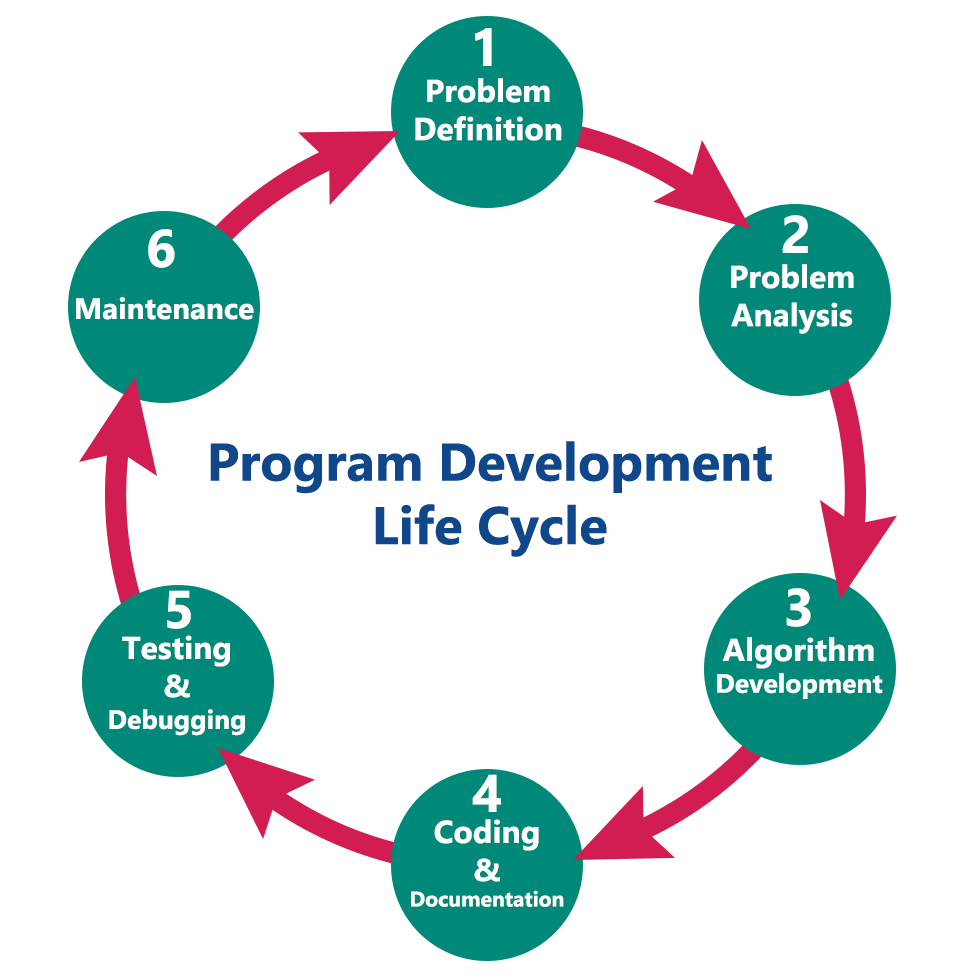 1
Problem
Definition
2
Problem
Analysis
3
Algorithm
Development
4
Coding
&
Documentation
5
Testing
&
Debugging
6
Maintenance
Program Development
Life Cycle